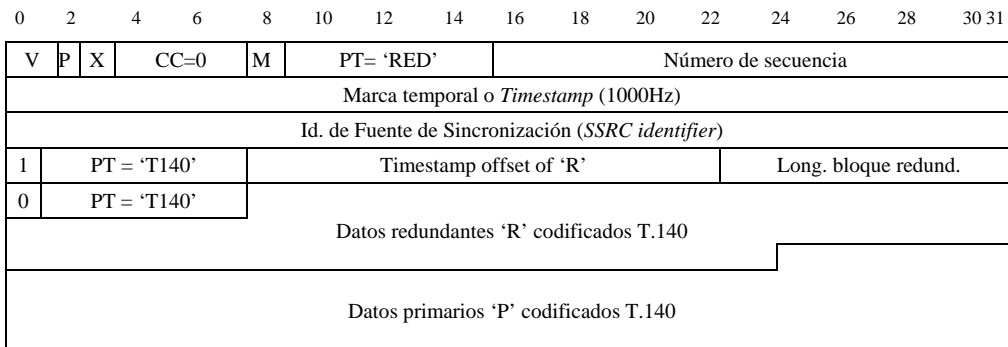 0 2 4 6 8 10 12 14 16 18 20 22 24 26 28 30 31
V P X CC=0 M PT= ‘RED’ Número de secuencia
Marca temporal o Timestamp (1000Hz)
Id. de Fuente de Sincronización (SSRC identifier)
1 PT = ‘T140’ Timestamp offset of ‘R’ Long. bloque redund.
0 PT = ‘T140’
Datos redundantes ‘R’ codificados T.140
Datos primarios ‘P’ codificados T.140